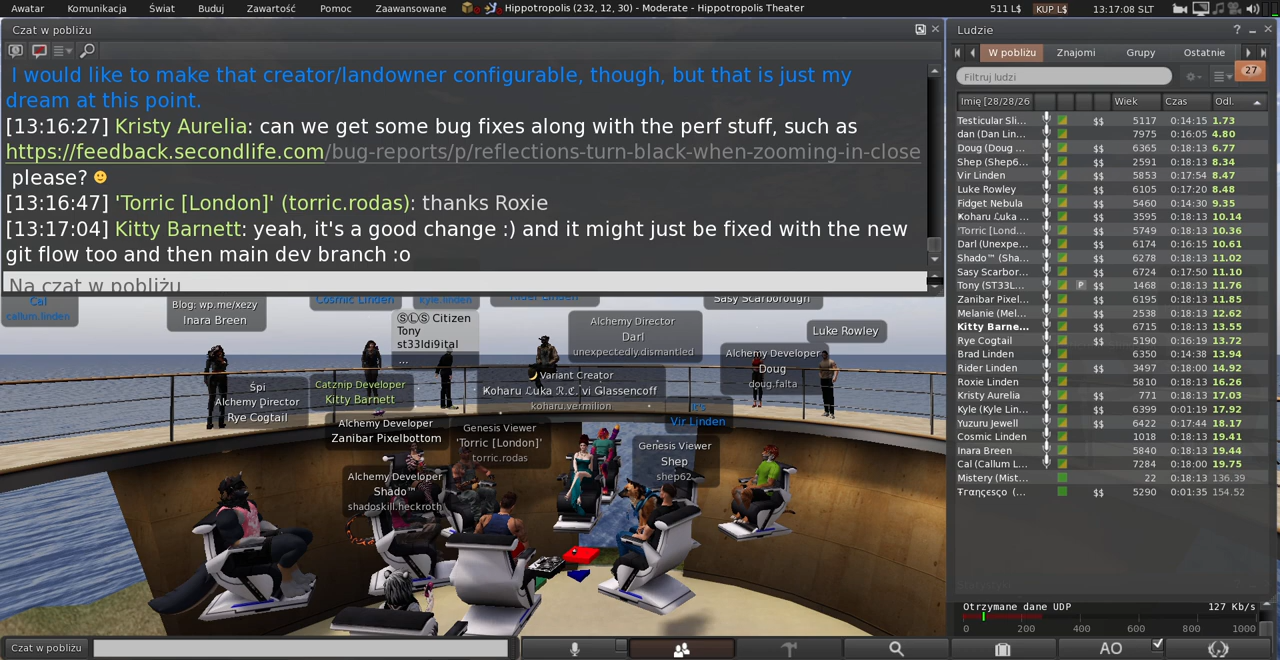 Awatar Komunikacja Świat Buduj Zawartość Pomoc Zaawansowane Hippotropolis (232, 12, 30) - Moderate - Hippotropolis Theater 511 L$ KUP L$ 13:17:08 SLT
Czat w pobliżu
I would like to make that creator/landowner configurable, though, but that is just my
dream at this point.
[13:16:27] Kristy Aurelia: can we get some bug fixes along with the perf stuff, such as
https://feedback.secondlife.com/bug-reports/p/reflections-turn-black-when-zooming-in-close
please?
[13:16:47] 'Torric [London]' (torric.rodas): thanks Roxie
[13:17:04] Kitty Barnett: yeah, it's a good change :) and it might just be fixed with the new
git flow too and then main dev branch :o
Na czat w pobliżu
Cal
callum.linden
Blog: wp.me/xezy
Inara Breen
Cosmic Linden
kyle.linden
Rider Linden
Sasy Scarborough
ⓈⓁⓈ Citizen
Tony
st33ldi9ital
...
Alchemy Director
Darl
unexpectedly.dismantled
Luke Rowley
Alchemy Developer
Doug
doug.falta
Śpi
Alchemy Director
Rye Cogtail
Catznip Developer
Kitty Barnett
Variant Creator
Ꝁoharu Ꮭuka ℛ.ℭ. vi Glassencoff
koharu.vermilion
Vir Linden
Alchemy Developer
Zanibar Pixelbottom
Genesis Viewer
'Torric [London]'
torric.rodas
Genesis Viewer
Shep
shep62
Alchemy Developer
Shado™
shadoskill.heckroth
Ludzie
W pobliżu Znajomi Grupy Ostatnie
Filtruj ludzi 27
Imię [28/28/26 Wiek Czas Odl.
Testicular Sli... $$ 5117 0:14:15 1.73
dan (Dan Lin... 7975 0:16:05 4.80
Doug (Doug ... $$ 6365 0:18:13 6.77
Shep (Shep6... $$ 2591 0:18:13 8.34
Vir Linden $$ 5853 0:17:54 8.47
Luke Rowley $$ 6105 0:17:20 8.48
Fidget Nebula $$ 5460 0:14:30 9.35
Ꝁoharu Ꮭuka ... $$ 3595 0:18:13 10.14
'Torric [Lond... $$ 5749 0:18:13 10.36
Darl (Unexpe... $$ 6174 0:16:15 10.61
Shado™ (Sha... $$ 6278 0:18:13 11.02
Sasy Scarbor... $$ 6724 0:17:50 11.10
Tony (ST33L... P $$ 1468 0:18:13 11.76
Zanibar Pixel... $$ 6195 0:18:13 11.85
Melanie (Mel... $$ 2538 0:18:13 12.62
Kitty Barne... $$ 6715 0:18:13 13.55
Rye Cogtail $$ 5190 0:16:19 13.72
Brad Linden 6350 0:14:38 13.94
Rider Linden $$ 3497 0:18:00 14.92
Roxie Linden 5810 0:18:13 16.26
Kristy Aurelia $$ 771 0:18:13 17.03
Kyle (Kyle Lin... $$ 6399 0:01:19 17.92
Yuzuru Jewell $$ 6422 0:17:44 18.17
Cosmic Linden 1018 0:18:13 19.41
Inara Breen $$ 5840 0:18:13 19.44
Cal (Callum L... $$ 7284 0:18:00 19.75
Mistery (Mist... 22 0:18:13 136.39
Ŧrαηçεsço (... $$ 5290 0:01:35 154.52
Otrzymane dane UDP 127 Kb/s
0 200 400 600 800 1000
Czat w pobliżu AO